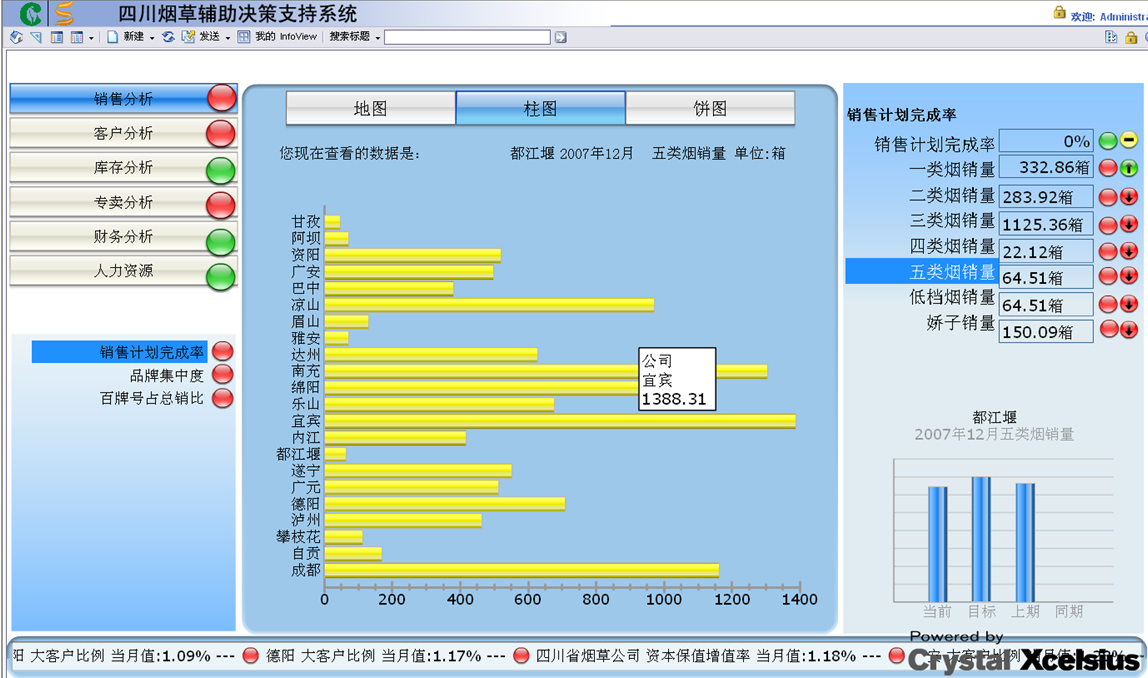 四川烟草辅助决策支持系统
欢迎: Administra
新建 发送 我的 InfoView 搜索标题
销售分析
客户分析
库存分析
专卖分析
财务分析
人力资源
销售计划完成率
品牌集中度
百牌号占总销比
地图 柱图 饼图
您现在查看的数据是: 都江堰 2007年12月 五类烟销量 单位:箱
甘孜
阿坝
资阳
广安
巴中
凉山
眉山
雅安
达州
南充
绵阳
乐山
宜宾
内江
都江堰
遂宁
广元
德阳
泸州
攀枝花
自贡
成都
0 200 400 600 800 1000 1200 1400
公司
宜宾
1388.31
销售计划完成率
销售计划完成率 0%
一类烟销量 332.86箱
二类烟销量 283.92箱
三类烟销量 1125.36箱
四类烟销量 22.12箱
五类烟销量 64.51箱
低档烟销量 64.51箱
娇子销量 150.09箱
都江堰
2007年12月五类烟销量
当前 目标 上期 同期
Powered by
Crystal Xcelsius
阳 大客户比例 当月值:1.09% --- 德阳 大客户比例 当月值:1.17% --- 四川省烟草公司 资本保值增值率 当月值:1.18% ---